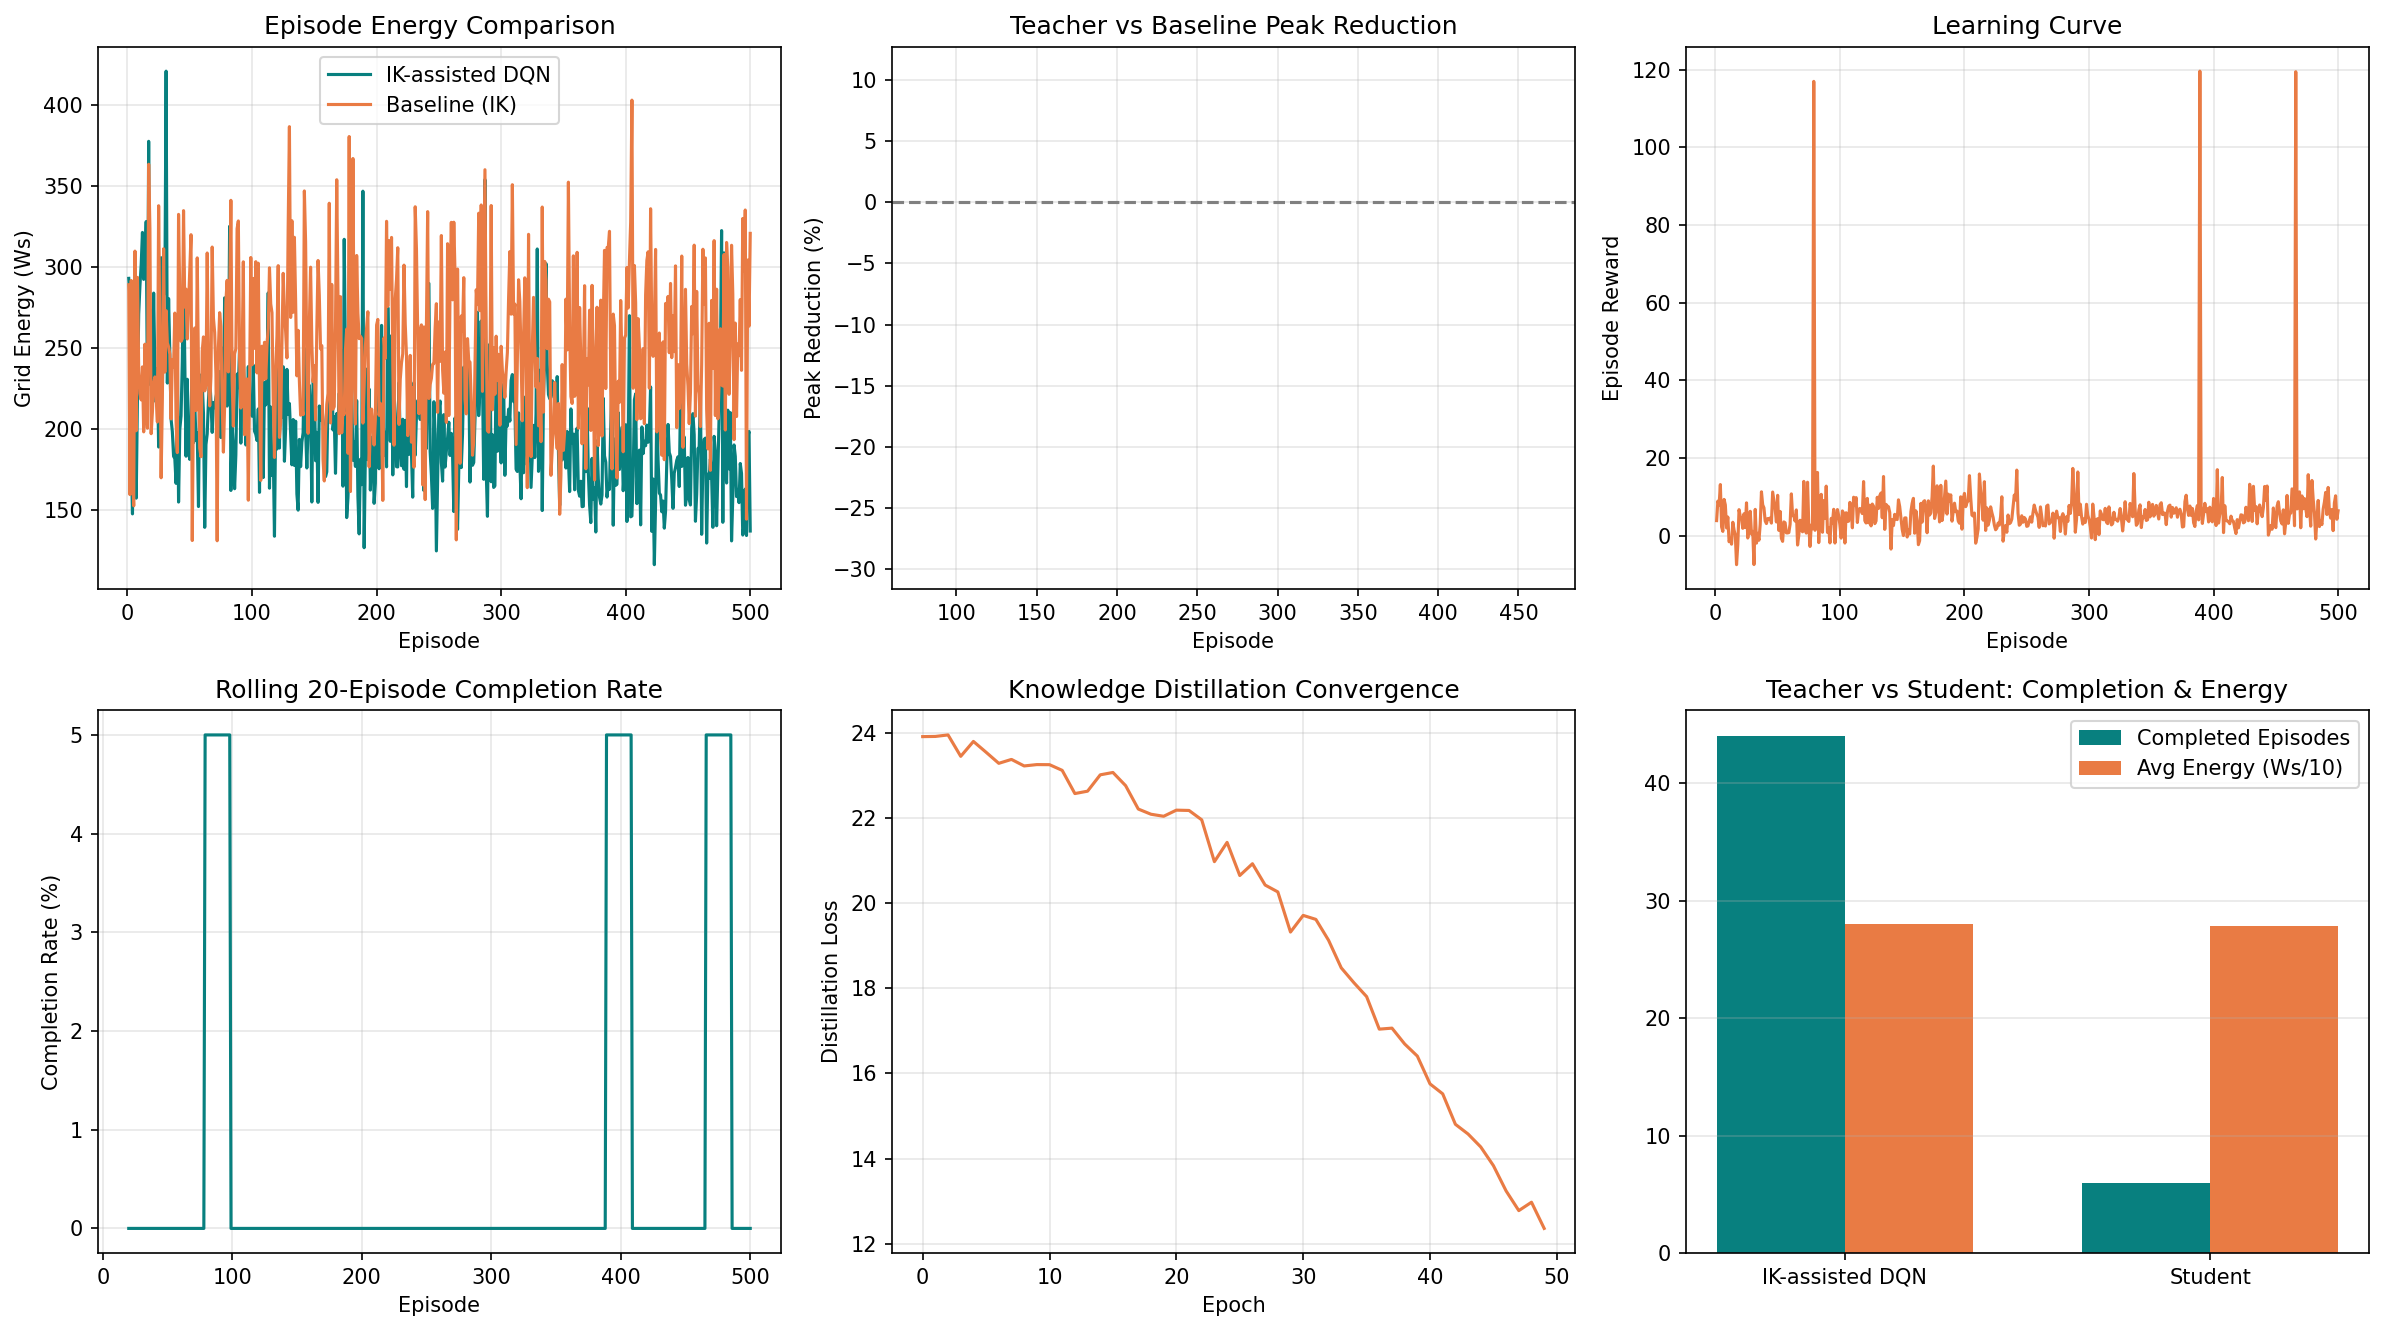 Episode Energy Comparison
Grid Energy (Ws)
400
350
300
250
200
150
IK-assisted DQN
Baseline (IK)
0 100 200 300 400 500
Episode
Teacher vs Baseline Peak Reduction
Peak Reduction (%)
10
5
0
−5
−10
−15
−20
−25
−30
100 150 200 250 300 350 400 450
Episode
Learning Curve
Episode Reward
120
100
80
60
40
20
0
0 100 200 300 400 500
Episode
Rolling 20-Episode Completion Rate
Completion Rate (%)
5
4
3
2
1
0
0 100 200 300 400 500
Episode
Knowledge Distillation Convergence
Distillation Loss
24
22
20
18
16
14
12
0 10 20 30 40 50
Epoch
Teacher vs Student: Completion & Energy
Completed Episodes
Avg Energy (Ws/10)
40
30
20
10
0
IK-assisted DQN Student